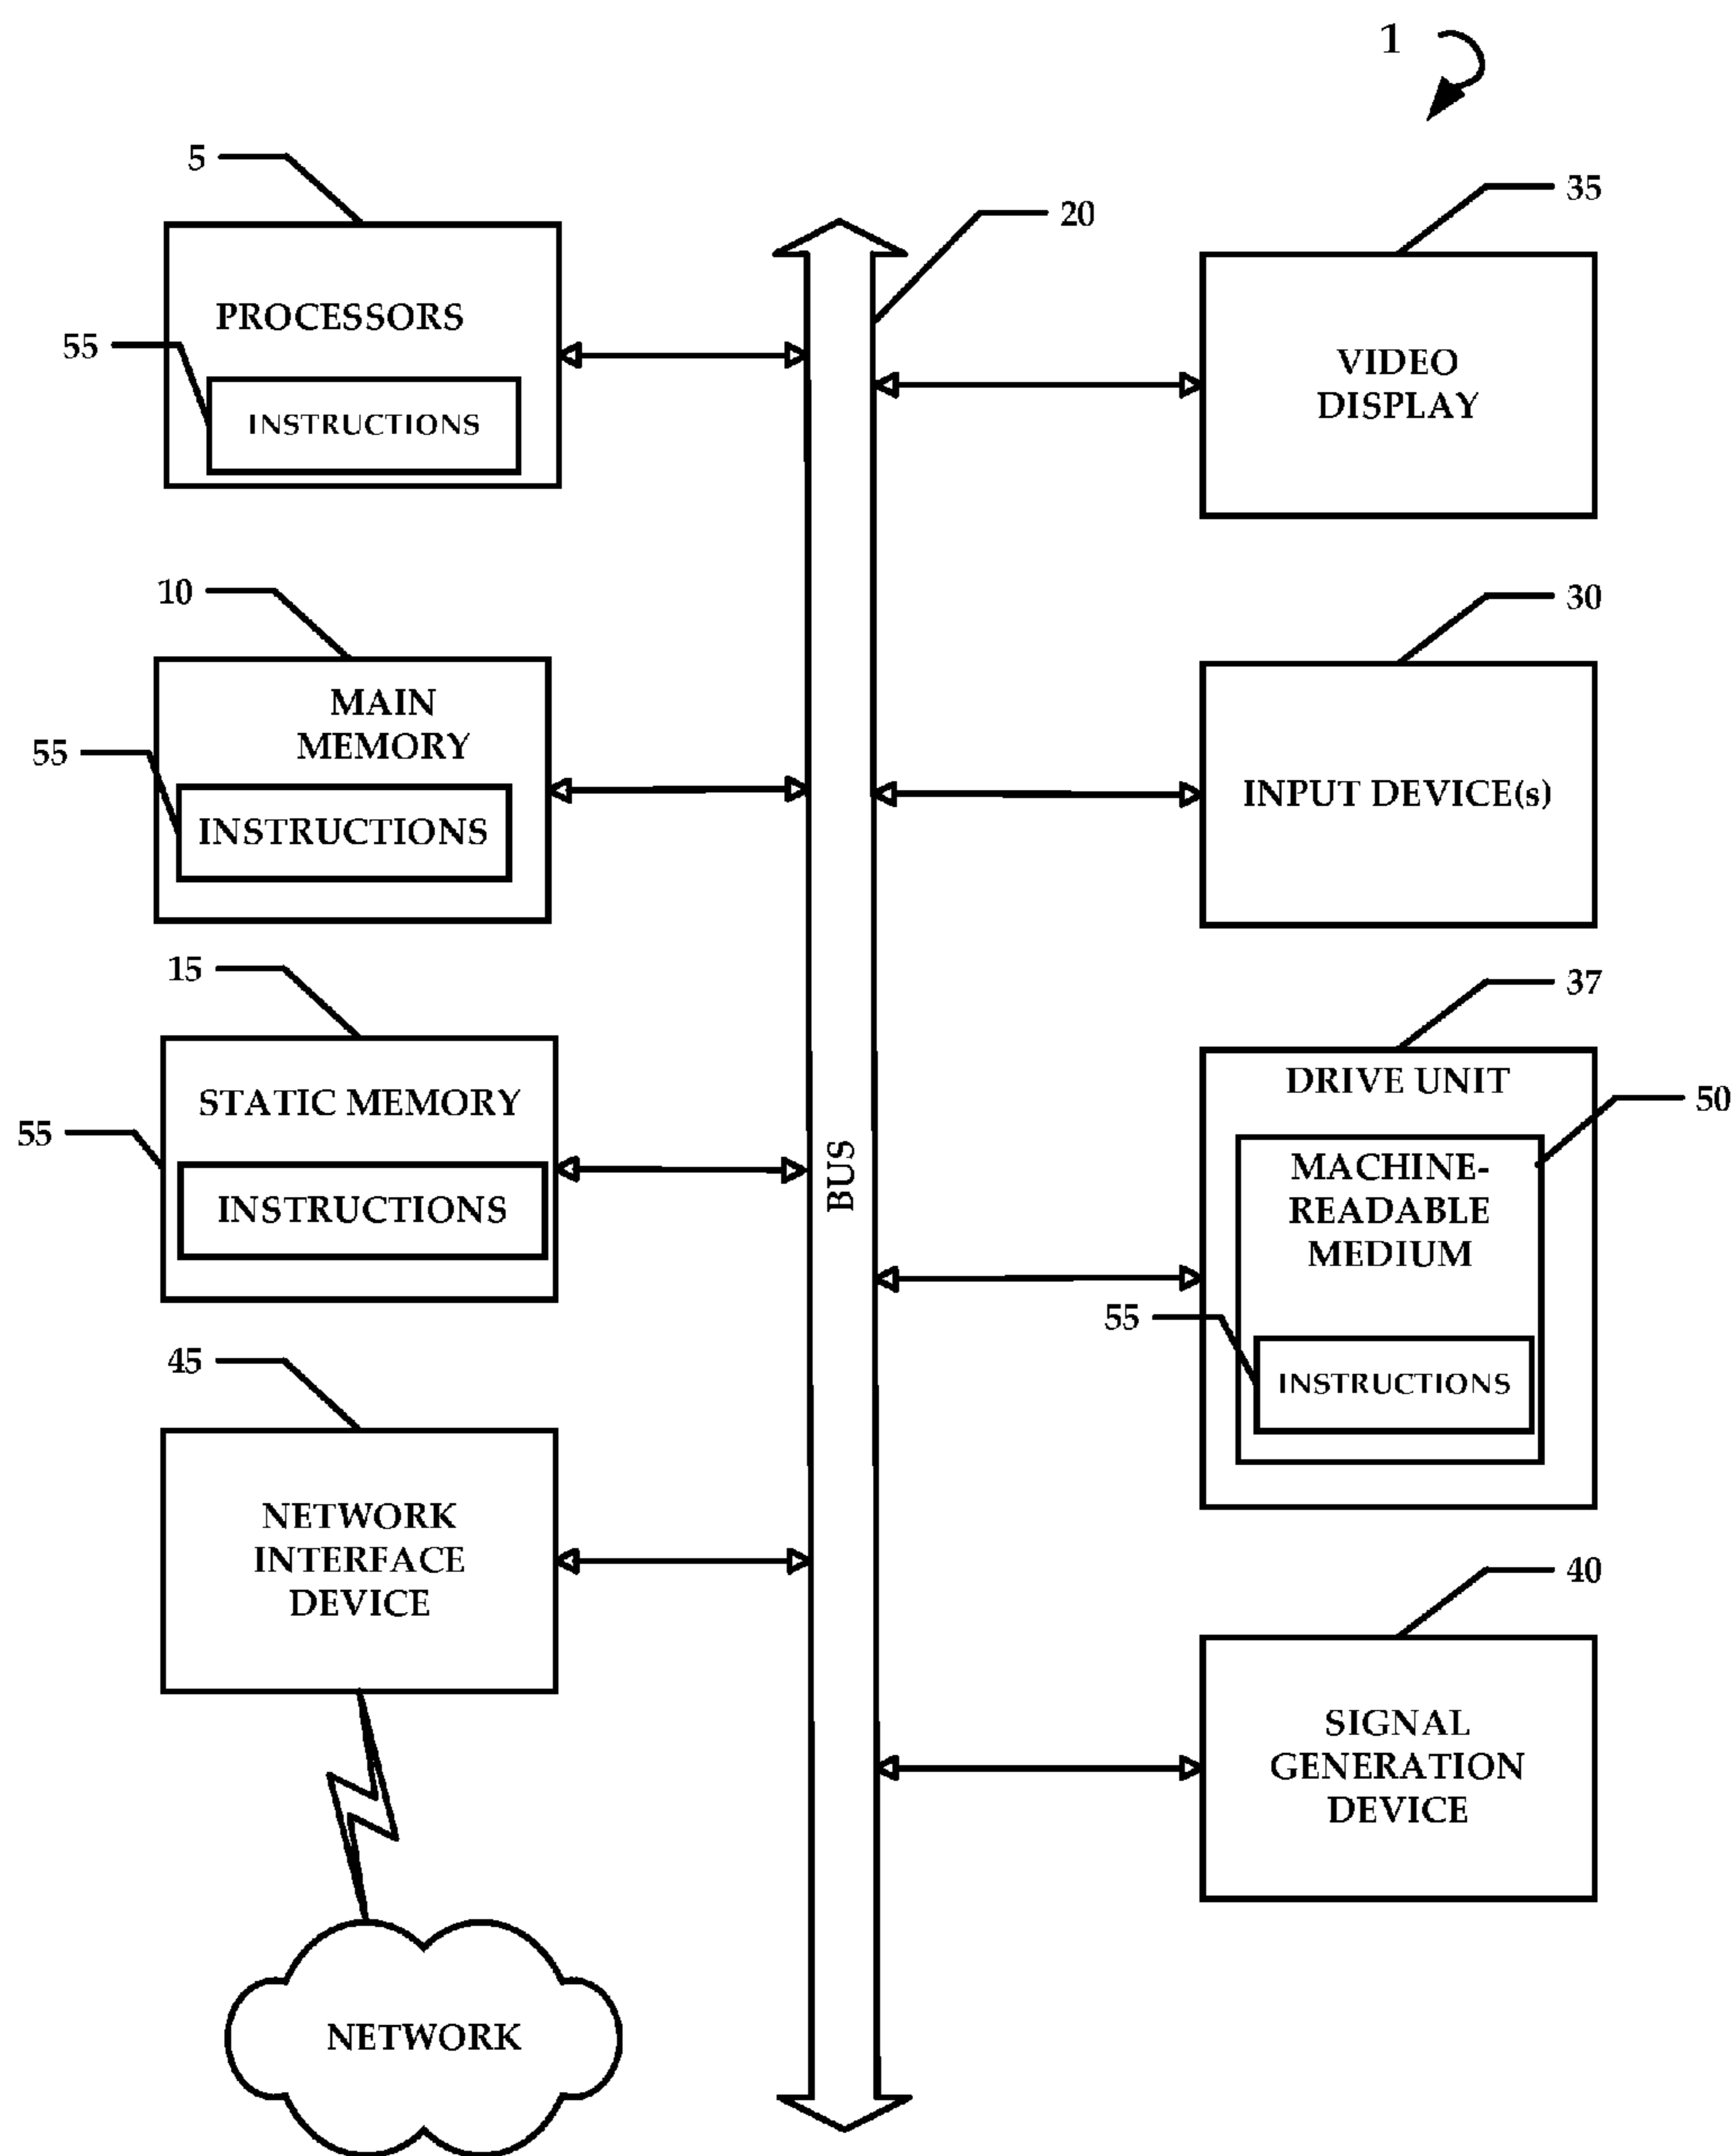 1
5
PROCESSORS
55
INSTRUCTIONS
10
MAIN
MEMORY
55
INSTRUCTIONS
15
STATIC MEMORY
55
INSTRUCTIONS
45
NETWORK
INTERFACE
DEVICE
NETWORK
20
BUS
35
VIDEO
DISPLAY
30
INPUT DEVICE(s)
37
DRIVE UNIT
50
MACHINE-
READABLE
MEDIUM
55
INSTRUCTIONS
40
SIGNAL
GENERATION
DEVICE